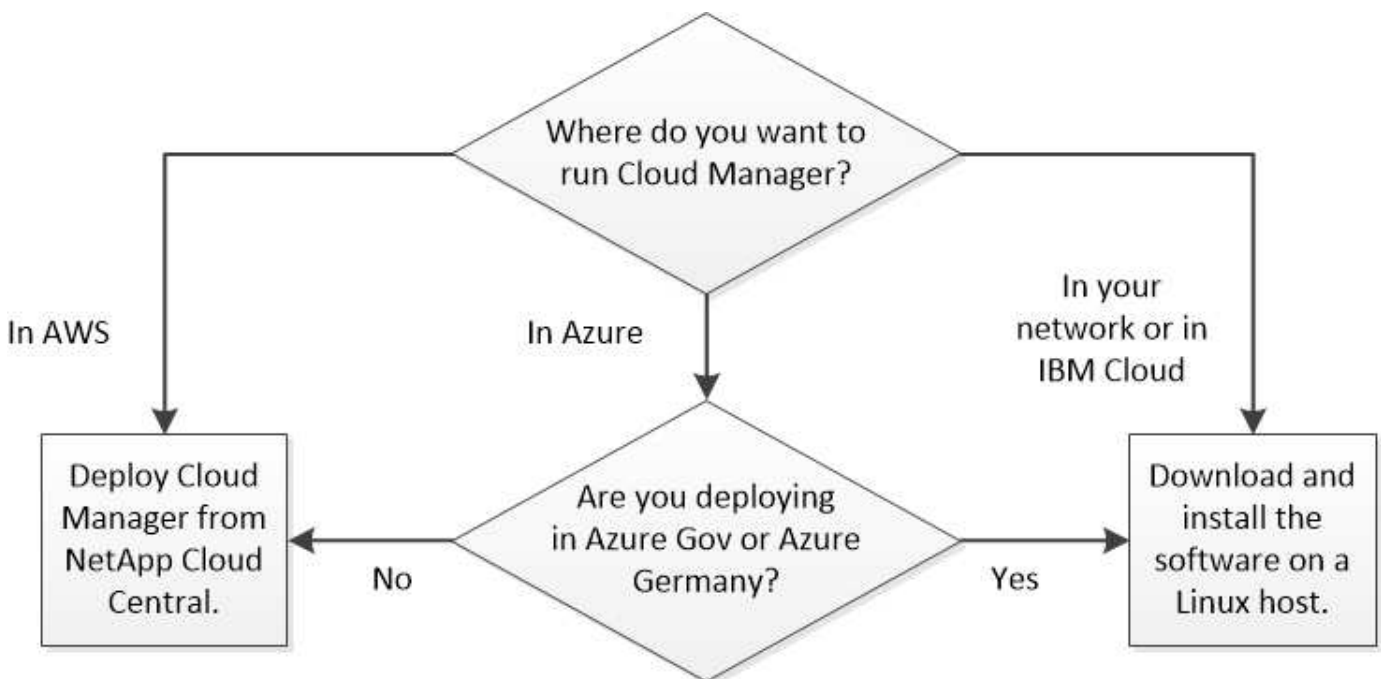 Where do you want to
run Cloud Manager?
In AWS
In Azure
In your
network or in
IBM Cloud
Deploy Cloud
Manager from
NetApp Cloud
Central.
No
Are you deploying
in Azure Gov or Azure
Germany?
Yes
Download and
install the
software on a
Linux host.